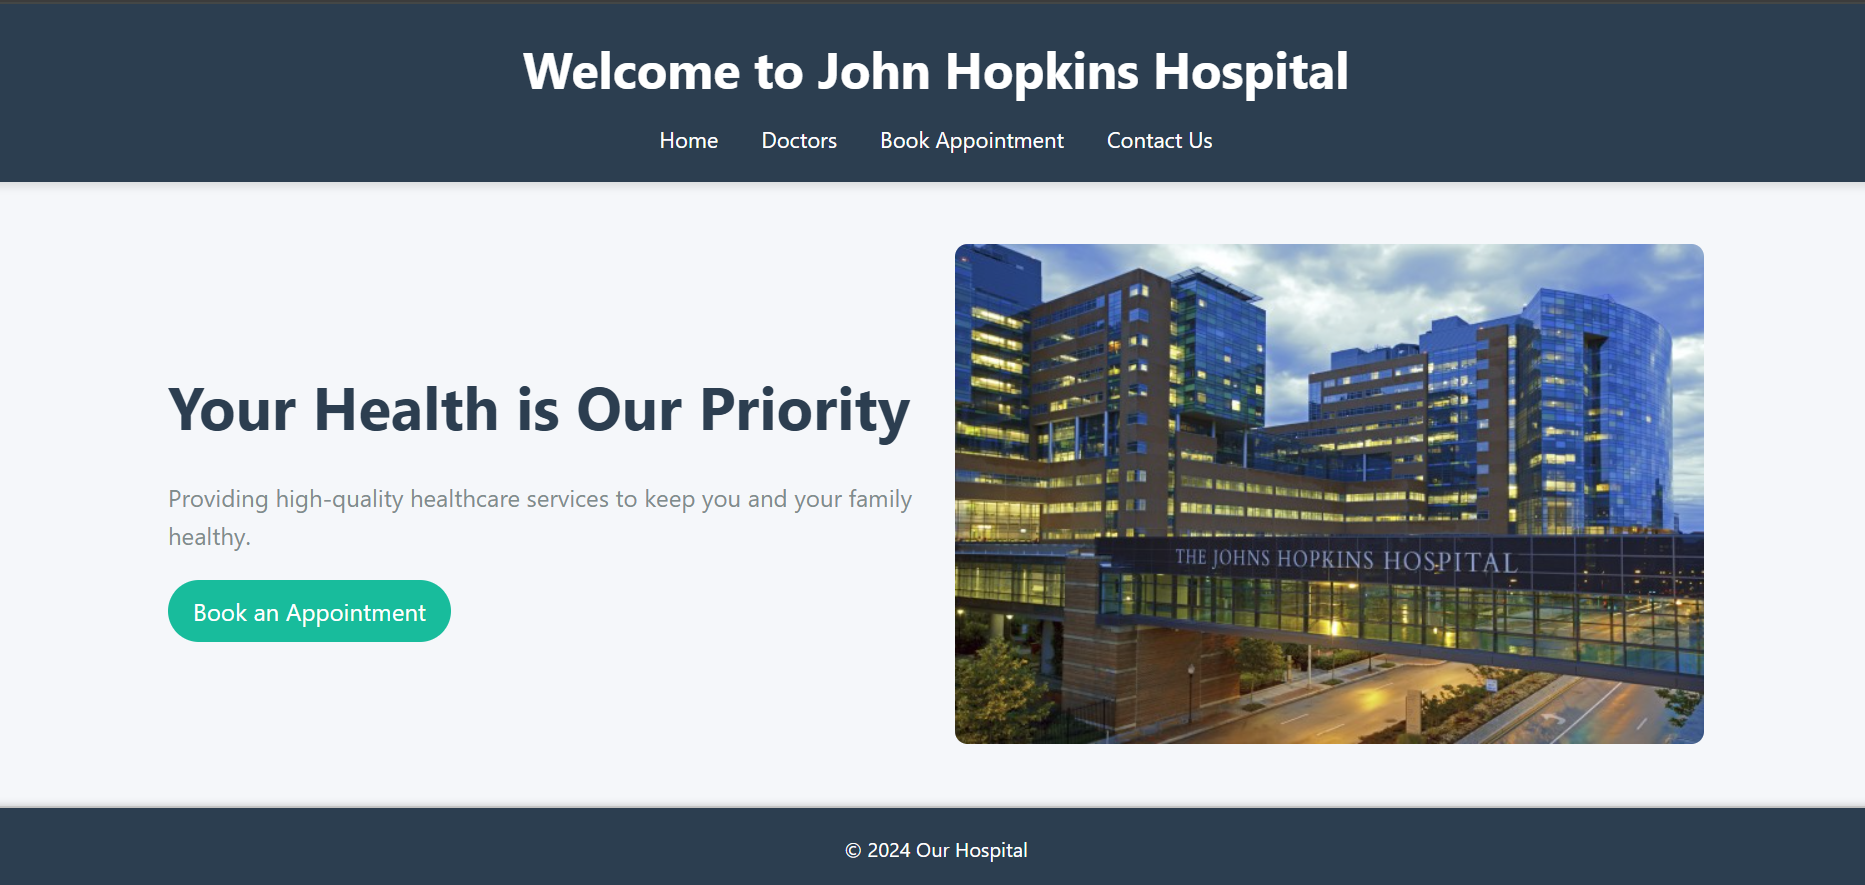 Welcome to John Hopkins Hospital
Home Doctors Book Appointment Contact Us
Your Health is Our Priority
Providing high-quality healthcare services to keep you and your family
healthy.
Book an Appointment
THE JOHNS HOPKINS HOSPITAL
© 2024 Our Hospital